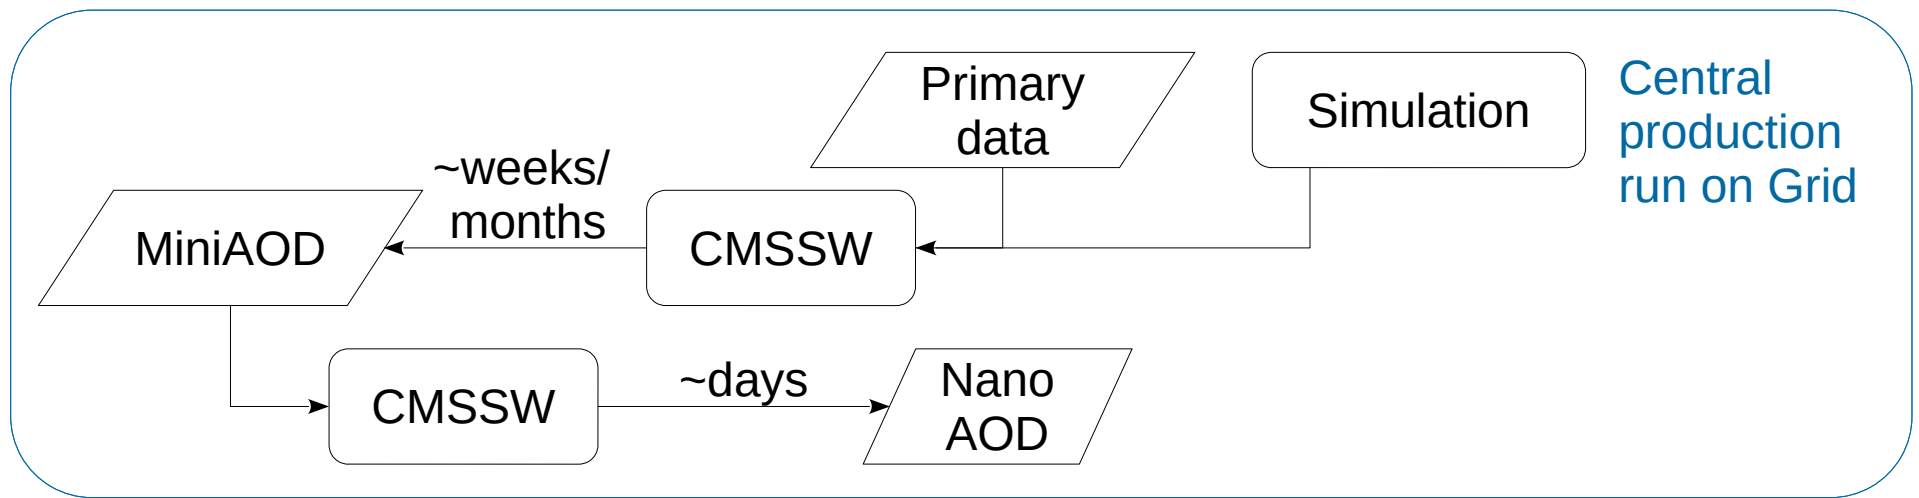 Primary
data
Simulation
Central
production
run on Grid
~weeks/
months
MiniAOD
CMSSW
CMSSW
~days
Nano
AOD